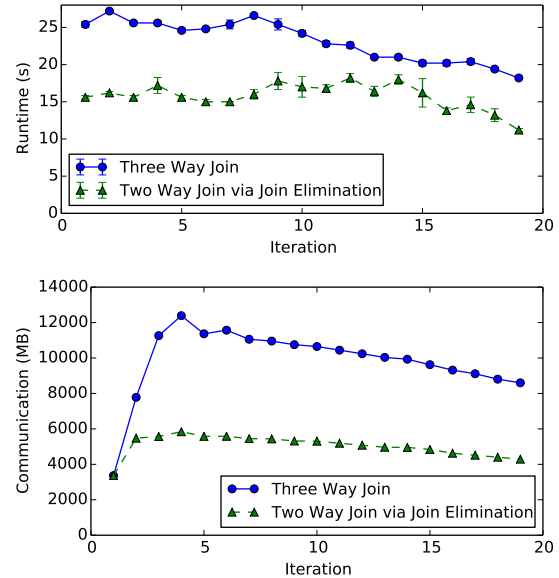 25
20
15
10
5
0
Runtime (s)
Three Way Join
Two Way Join via Join Elimination
0 5 10 15 20
Iteration
14000
12000
10000
8000
6000
4000
2000
0
Communication (MB)
Three Way Join
Two Way Join via Join Elimination
0 5 10 15 20
Iteration